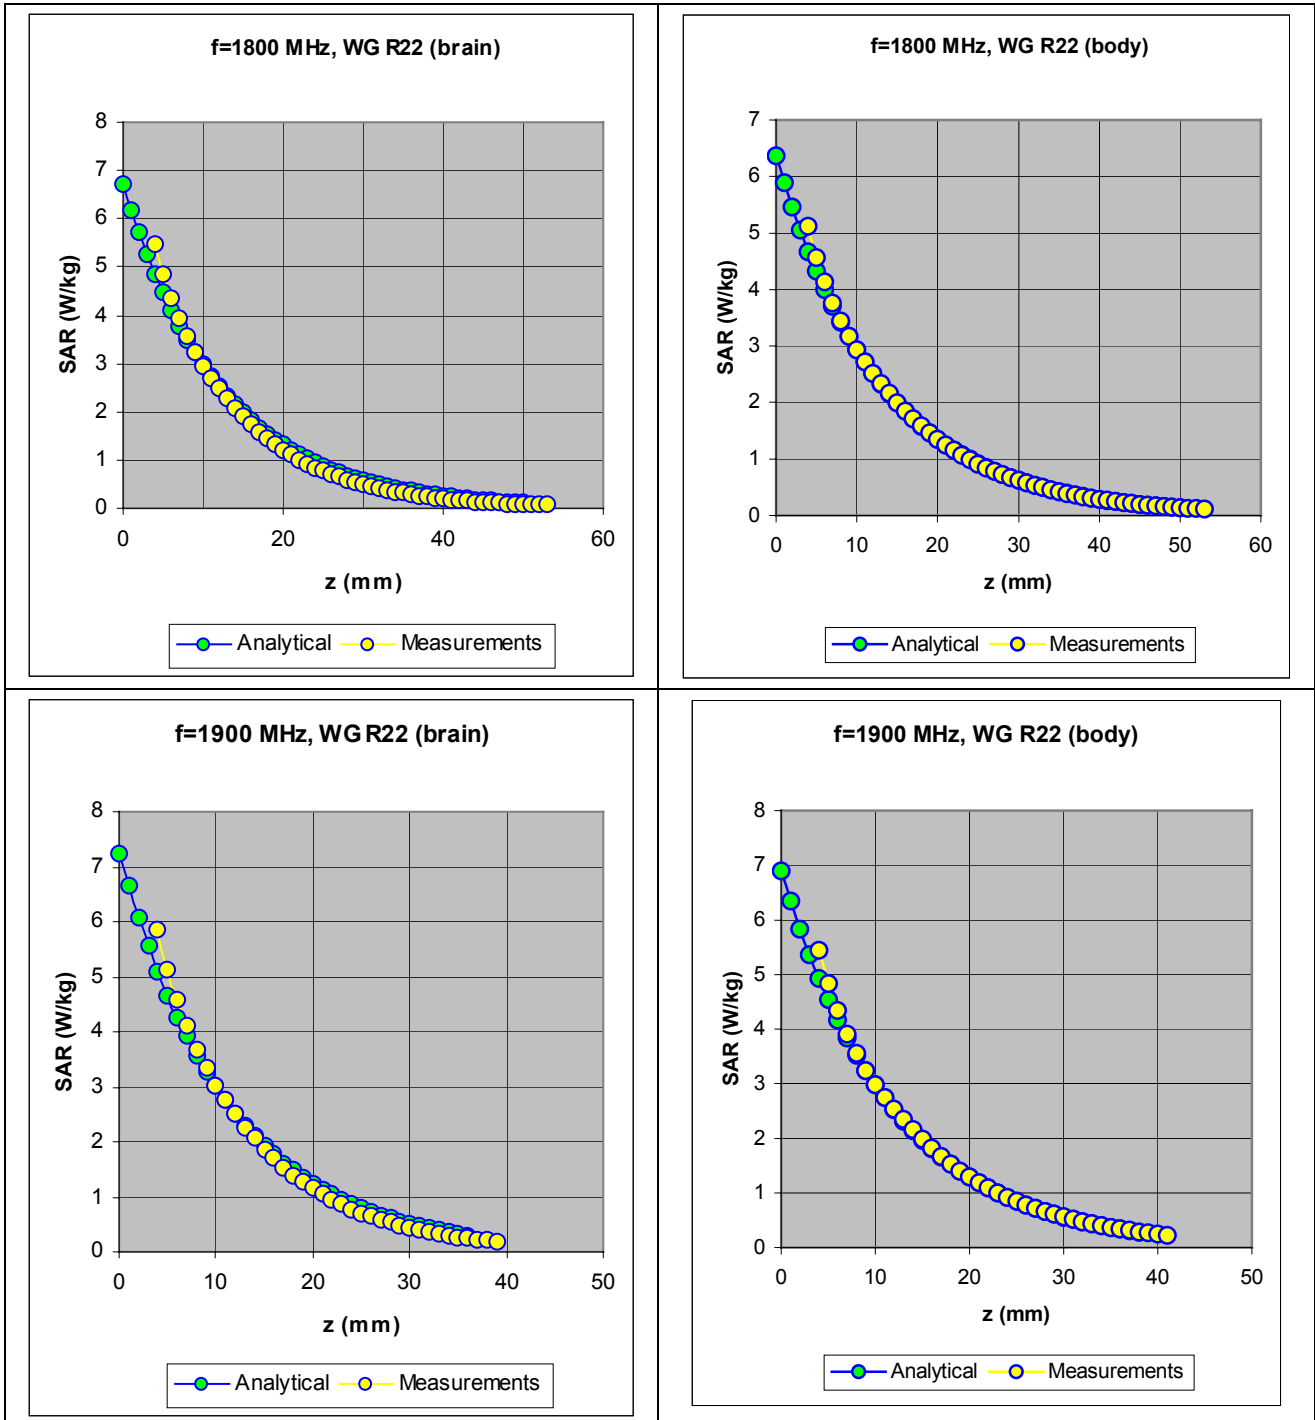 f=1800 MHz, WG R22 (brain)
8
7
6
5
4
3
2
1
0
SAR (W/kg)
0 20 40 60
z (mm)
Analytical Measurements
f=1800 MHz, WG R22 (body)
7
6
5
4
3
2
1
0
SAR (W/kg)
0 10 20 30 40 50 60
z (mm)
Analytical Measurements
f=1900 MHz, WG R22 (brain)
8
7
6
5
4
3
2
1
0
SAR (W/kg)
0 10 20 30 40 50
z (mm)
Analytical Measurements
f=1900 MHz, WG R22 (body)
8
7
6
5
4
3
2
1
0
SAR (W/kg)
0 10 20 30 40 50
z (mm)
Analytical Measurements